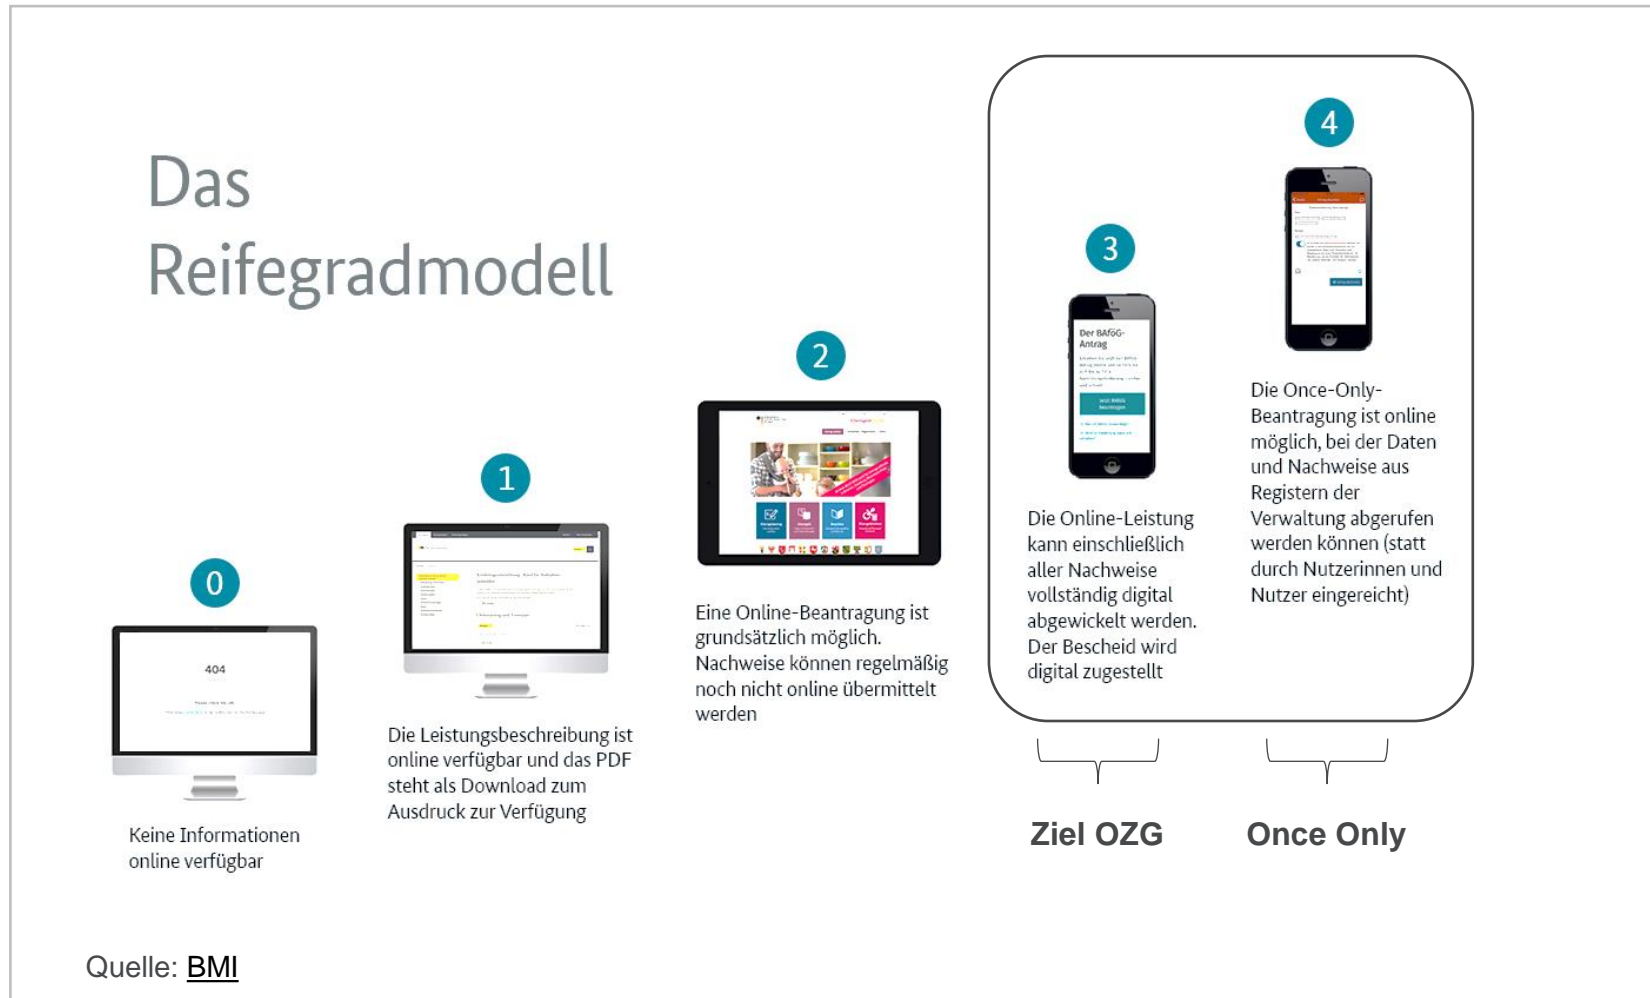 Das
Reifegradmodell
0
404
Keine Informationen
online verfügbar
1
Die Leistungsbeschreibung ist
online verfügbar und das PDF
steht als Download zum
Ausdruck zur Verfügung
2
Eine Online-Beantragung ist
grundsätzlich möglich.
Nachweise können regelmäßig
noch nicht online übermittelt
werden
3
Der BAföG-
Antrag
Jetzt BAföG
beantragen
Die Online-Leistung
kann einschließlich
aller Nachweise
vollständig digital
abgewickelt werden.
Der Bescheid wird
digital zugestellt
4
Die Once-Only-
Beantragung ist online
möglich, bei der Daten
und Nachweise aus
Registern der
Verwaltung abgerufen
werden können (statt
durch Nutzerinnen und
Nutzer eingereicht)
Ziel OZG
Once Only
Quelle: BMI